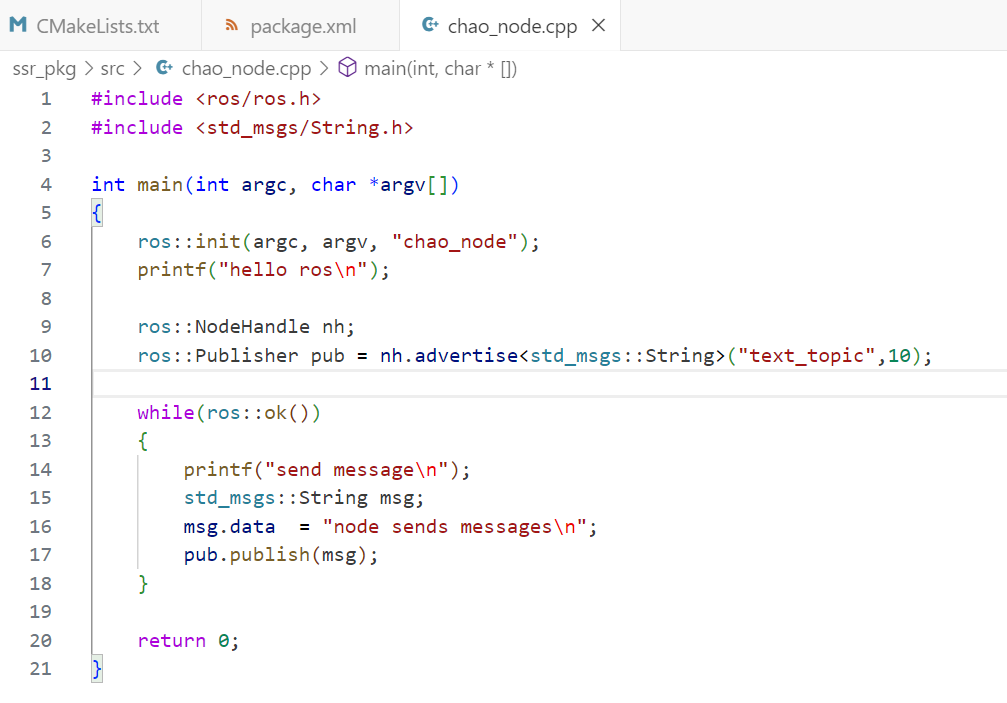 CMakeLists.txt package.xml chao_node.cpp
ssr_pkg > src > chao_node.cpp > main(int, char * [])
1 #include <ros/ros.h>
2 #include <std_msgs/String.h>
3
4 int main(int argc, char *argv[])
5 {
6     ros::init(argc, argv, "chao_node");
7     printf("hello ros\n");
8
9     ros::NodeHandle nh;
10     ros::Publisher pub = nh.advertise<std_msgs::String>("text_topic",10);
11
12     while(ros::ok())
13     {
14         printf("send message\n");
15         std_msgs::String msg;
16         msg.data  = "node sends messages\n";
17         pub.publish(msg);
18     }
19
20     return 0;
21 }